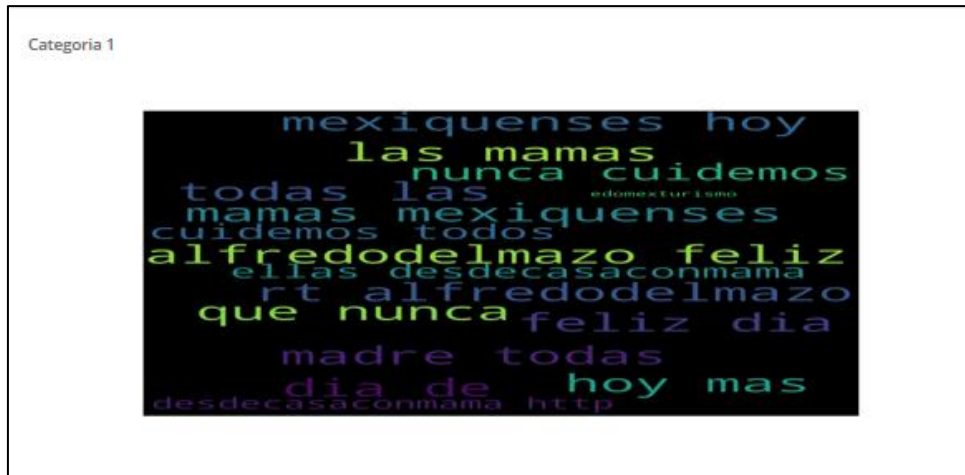 Categoria 1
mexiquenses hoy
las mamas
nunca cuidemos
todas las
edomexturismo
mamas mexiquenses
cuidemos todos
alfredodelmazo feliz
ellas desdecasaconmama
rt alfredodelmazo
que nunca
feliz dia
madre todas
dia de
hoy mas
desdecasaconmama http